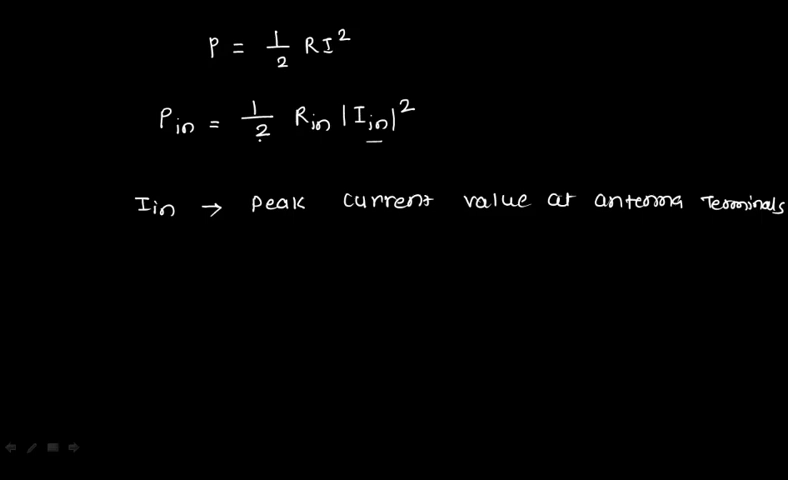 P = 1/2 RI²
Pin = 1/2 Rin |Iin|²
Iin → Peak current value at antenna Terminals